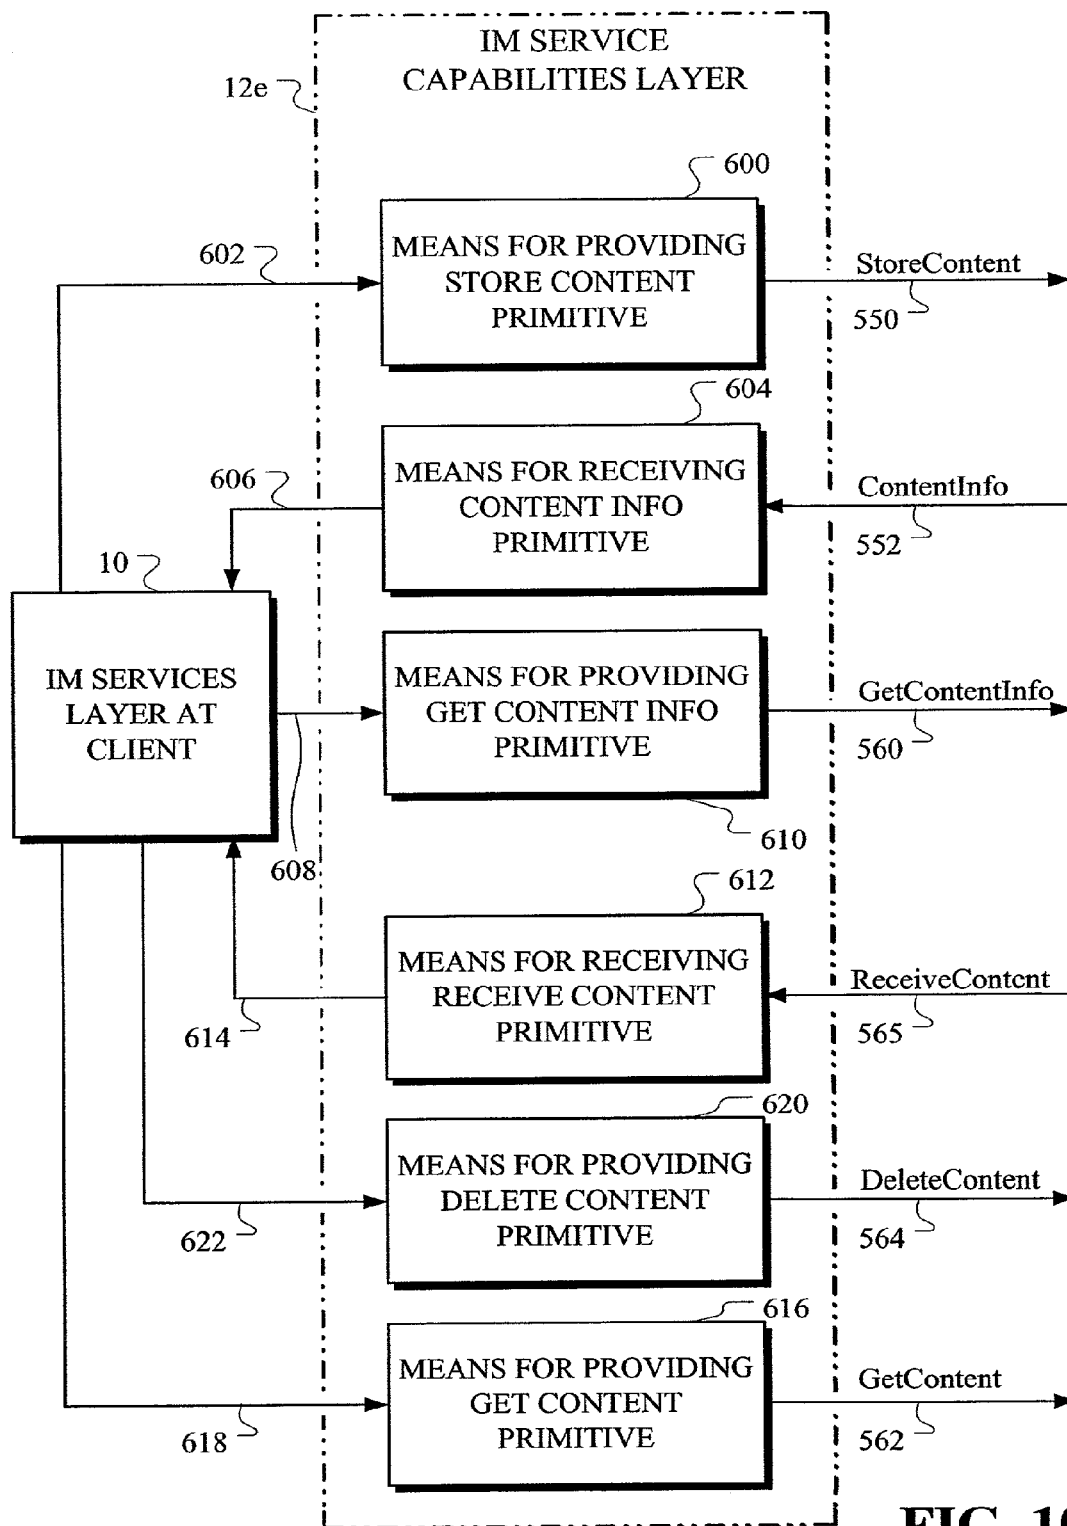 IM SERVICE
CAPABILITIES LAYER
12e
600
MEANS FOR PROVIDING
STORE CONTENT
PRIMITIVE
602
StoreContent
550
604
MEANS FOR RECEIVING
CONTENT INFO
PRIMITIVE
606
ContentInfo
552
10
IM SERVICES
LAYER AT
CLIENT
MEANS FOR PROVIDING
GET CONTENT INFO
PRIMITIVE
GetContentInfo
560
608
610
612
MEANS FOR RECEIVING
RECEIVE CONTENT
PRIMITIVE
614
ReceiveContent
565
620
MEANS FOR PROVIDING
DELETE CONTENT
PRIMITIVE
622
DeleteContent
564
616
MEANS FOR PROVIDING
GET CONTENT
PRIMITIVE
618
GetContent
562
FIG.